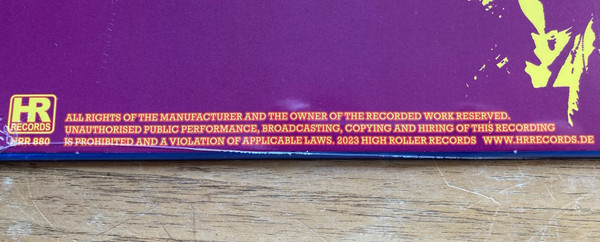 HR
RECORDS
HRR 880
ALL RIGHTS OF THE MANUFACTURER AND THE OWNER OF THE RECORDED WORK RESERVED.
UNAUTHORISED PUBLIC PERFORMANCE, BROADCASTING, COPYING AND HIRING OF THIS RECORDING
IS PROHIBITED AND A VIOLATION OF APPLICABLE LAWS. 2023 HIGH ROLLER RECORDS WWW.HRRECORDS.DE